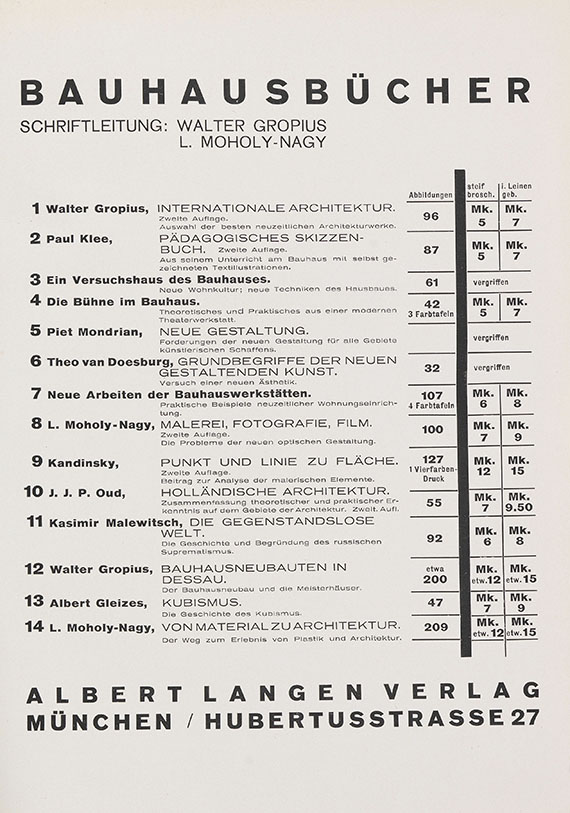 BAUHAUSBÜCHER
SCHRIFTLEITUNG: WALTER GROPIUS
L. MOHOLY-NAGY
Abbildungen steif brosch. i. Leinen geb.
1 Walter Gropius, INTERNATIONALE ARCHITEKTUR.
Zweite Auflage.
Auswahl der besten neuzeitlichen Architekturwerke.
96 Mk. 5 Mk. 7
2 Paul Klee, PÄDAGOGISCHES SKIZZEN-
BUCH. Zweite Auflage.
Aus seinem Unterricht am Bauhaus mit selbst ge-
zeichneten Textillustrationen.
87 Mk. 5 Mk. 7
3 Ein Versuchshaus des Bauhauses.
Neue Wohnkultur; neue Techniken des Hausbaues.
61 vergriffen
4 Die Bühne im Bauhaus.
Theoretisches und Praktisches aus einer modernen
Theaterwerkstatt.
42 Mk. 5 Mk. 7
3 Farbtafeln
5 Piet Mondrian, NEUE GESTALTUNG.
Forderungen der neuen Gestaltung für alle Gebiete
künstlerischen Schaffens.
vergriffen
6 Theo van Doesburg, GRUNDBEGRIFFE DER NEUEN
GESTALTENDEN KUNST.
Versuch einer neuen Ästhetik.
32 vergriffen
7 Neue Arbeiten der Bauhauswerkstätten.
Praktische Beispiele neuzeitlicher Wohnungseinrich-
tung.
107 Mk. 6 Mk. 8
4 Farbtafeln
8 L. Moholy-Nagy, MALEREI, FOTOGRAFIE, FILM.
Zweite Auflage.
Die Probleme der neuen optischen Gestaltung.
100 Mk. 7 Mk. 9
9 Kandinsky, PUNKT UND LINIE ZU FLÄCHE.
Zweite Auflage.
Beitrag zur Analyse der malerischen Elemente.
127 Mk. 12 Mk. 15
1 Vierfarben-
Druck
10 J. J. P. Oud, HOLLÄNDISCHE ARCHITEKTUR.
Zusammenfassung theoretischer und praktischer Er-
kenntnis auf dem Gebiete der Architektur. Zweit. Aufl.
55 Mk. 7 Mk. 9.50
11 Kasimir Malewitsch, DIE GEGENSTANDSLOSE
WELT.
Die Geschichte und Begründung des russischen
Suprematismus.
92 Mk. 6 Mk. 8
12 Walter Gropius, BAUHAUSNEUBAUTEN IN
DESSAU.
Der Bauhausneubau und die Meisterhäuser.
etwa 200 Mk. etw. 12 Mk. etw. 15
13 Albert Gleizes, KUBISMUS.
Die Geschichte des Kubismus.
47 Mk. 7 Mk. 9
14 L. Moholy-Nagy, VON MATERIAL ZU ARCHITEKTUR.
Der Weg zum Erlebnis von Plastik und Architektur.
209 Mk. etw. 12 Mk. etw. 15
ALBERT LANGEN VERLAG
MÜNCHEN / HUBERTUSSTRASSE 27